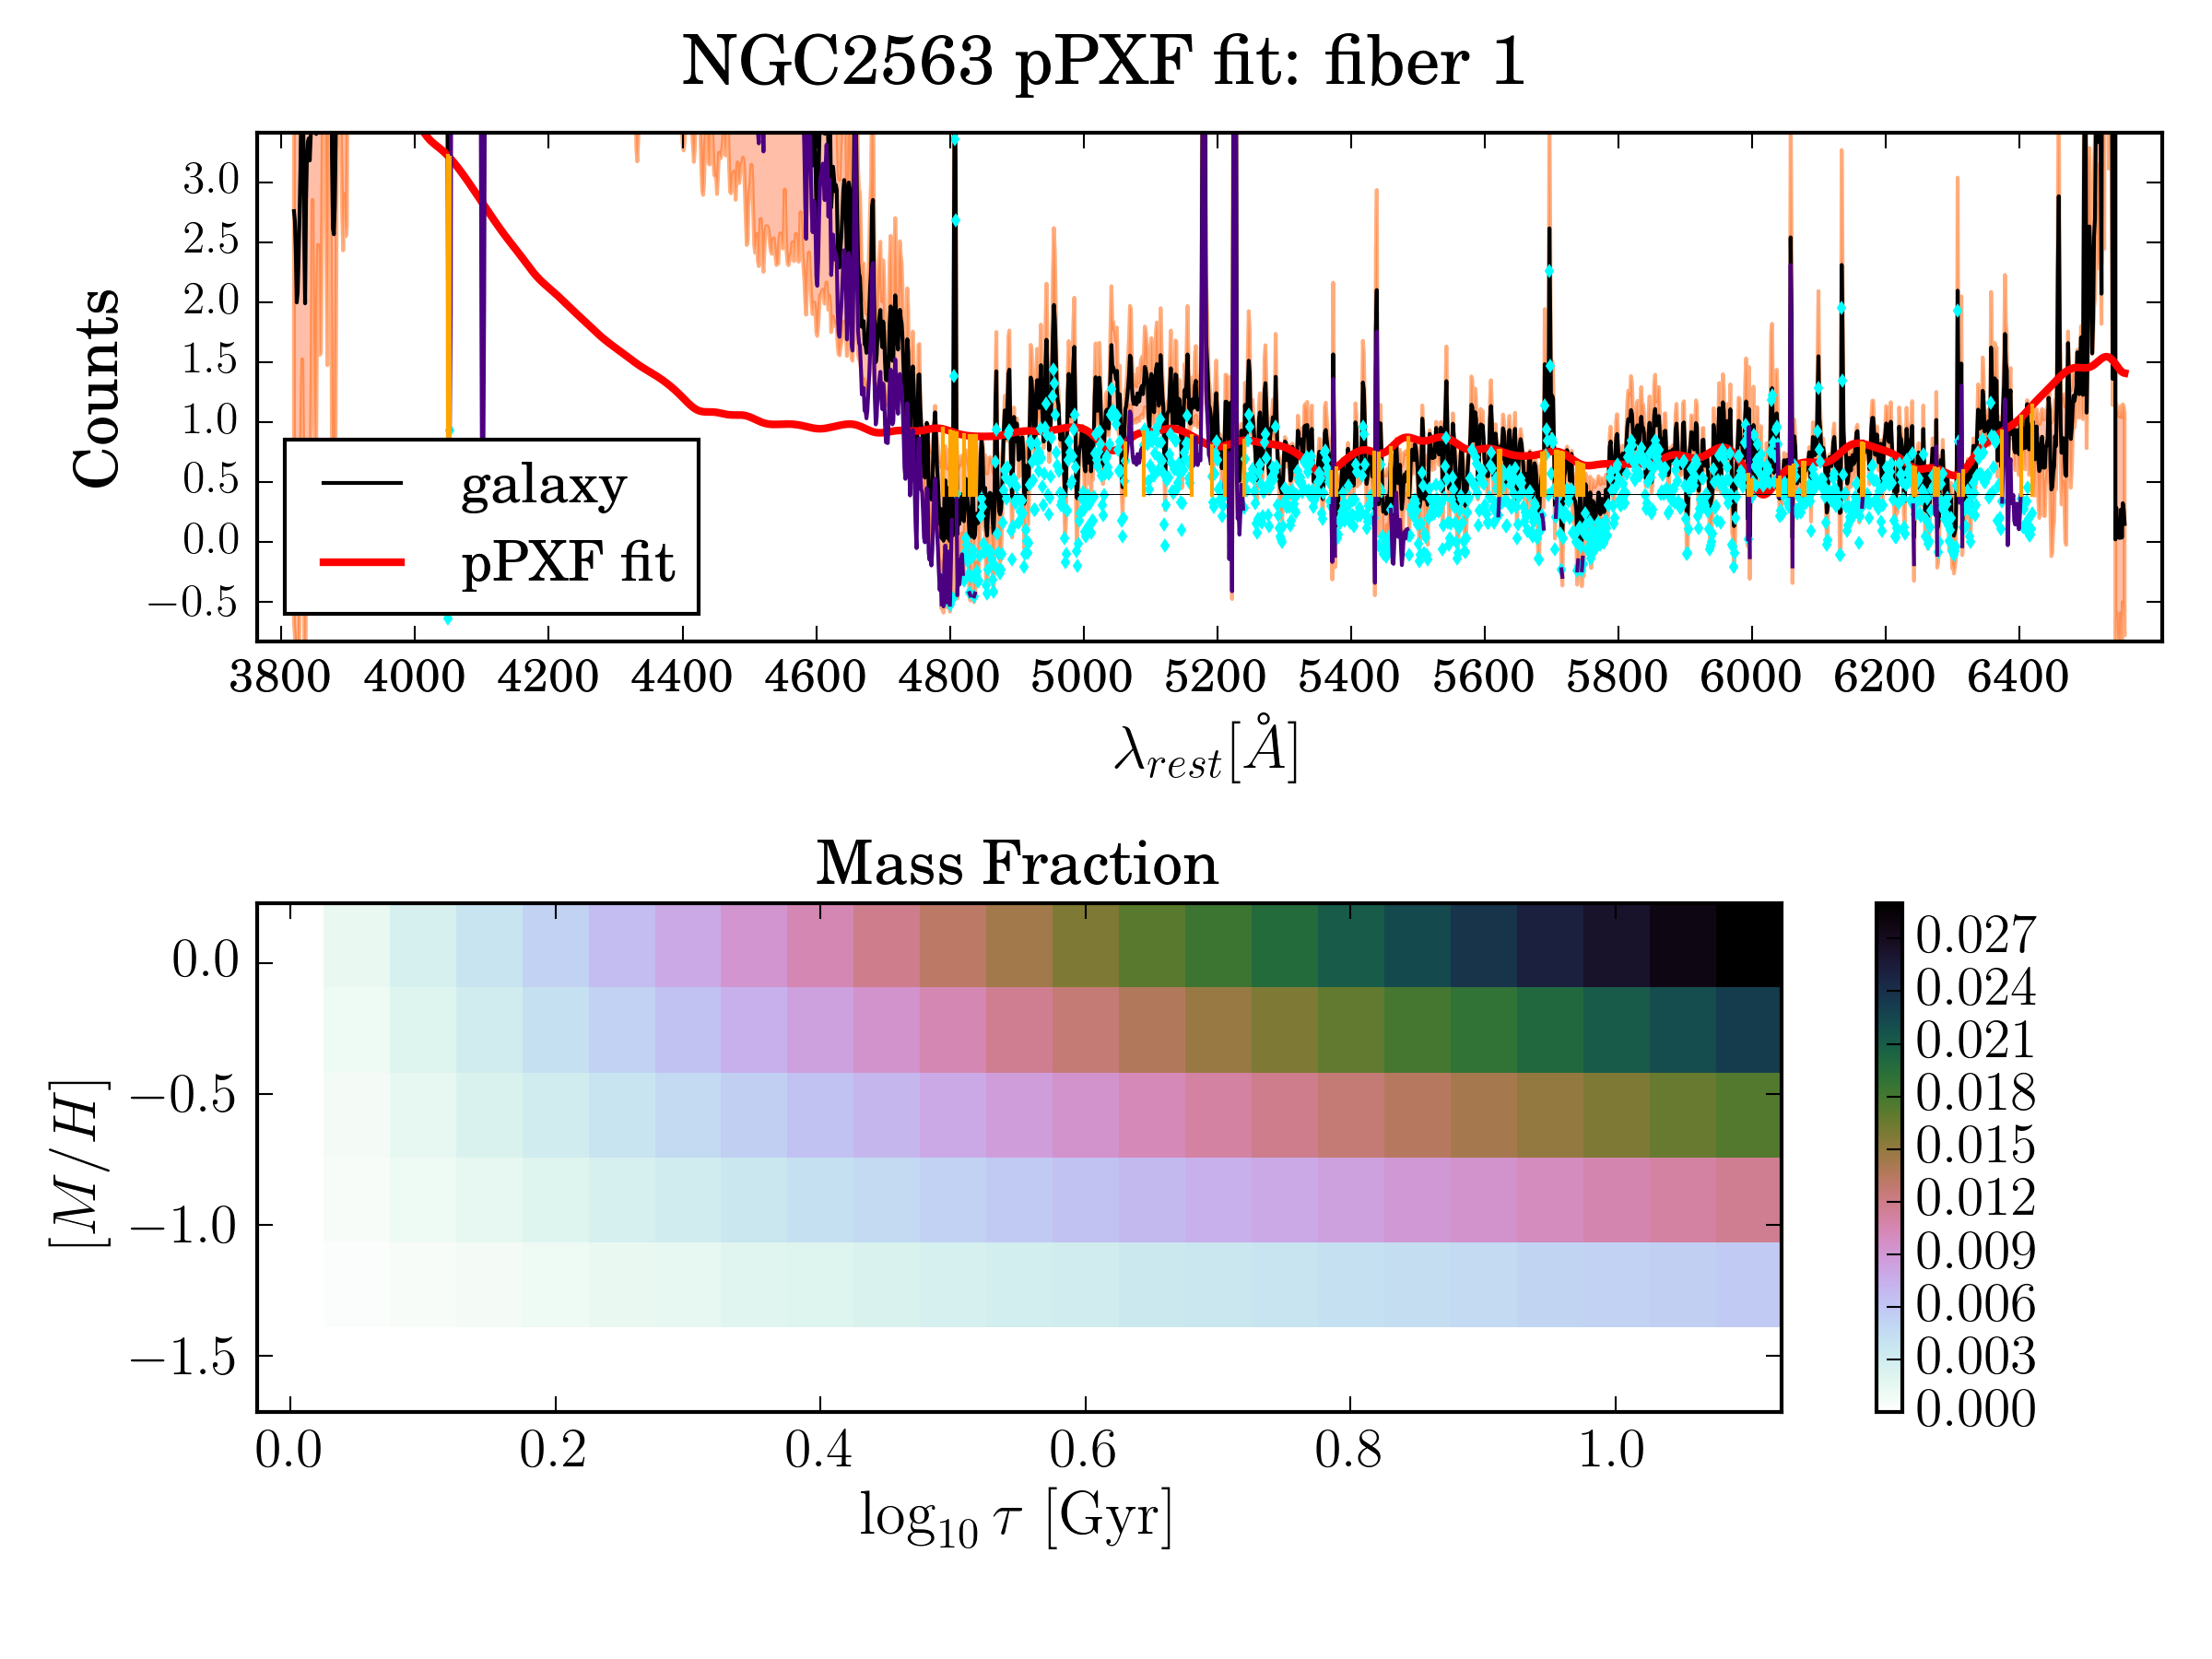 NGC2563 pPXF fit: fiber 1
Counts
3.0
2.5
2.0
1.5
1.0
0.5
0.0
−0.5
galaxy
pPXF fit
3800 4000 4200 4400 4600 4800 5000 5200 5400 5600 5800 6000 6200 6400
λ_rest[Å]
Mass Fraction
[M/H]
0.0
−0.5
−1.0
−1.5
0.0 0.2 0.4 0.6 0.8 1.0
log₁₀ τ [Gyr]
0.027
0.024
0.021
0.018
0.015
0.012
0.009
0.006
0.003
0.000